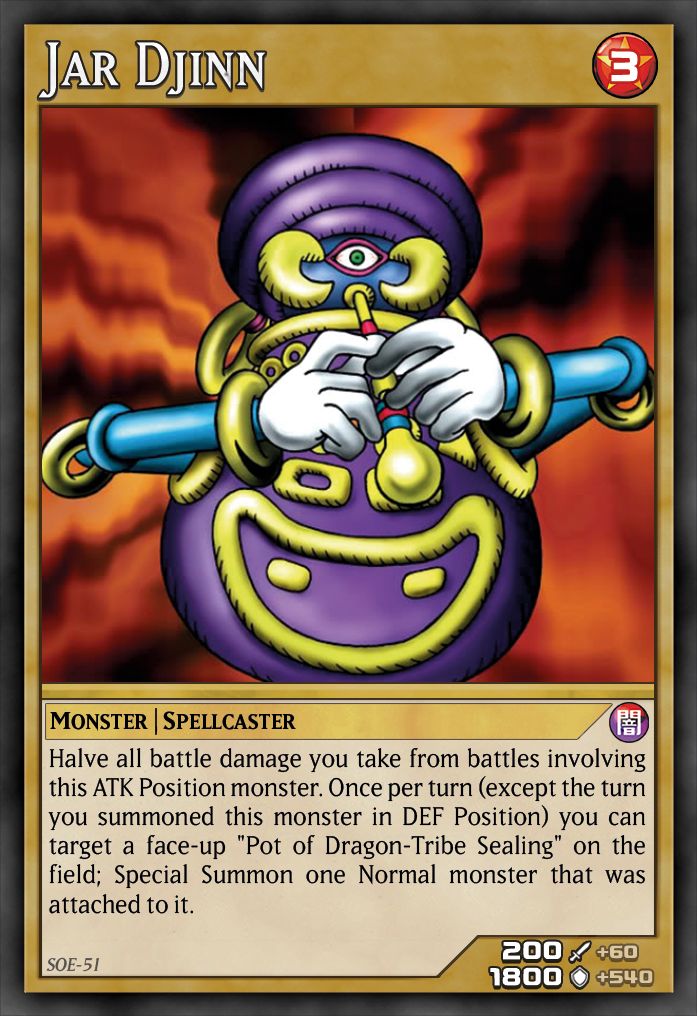 Jar Djinn
3
Monster | Spellcaster
闇
Halve all battle damage you take from battles involving
this ATK Position monster. Once per turn (except the turn
you summoned this monster in DEF Position) you can
target a face-up "Pot of Dragon-Tribe Sealing" on the
field; Special Summon one Normal monster that was
attached to it.
200 +60
SOE-51
1800 +540